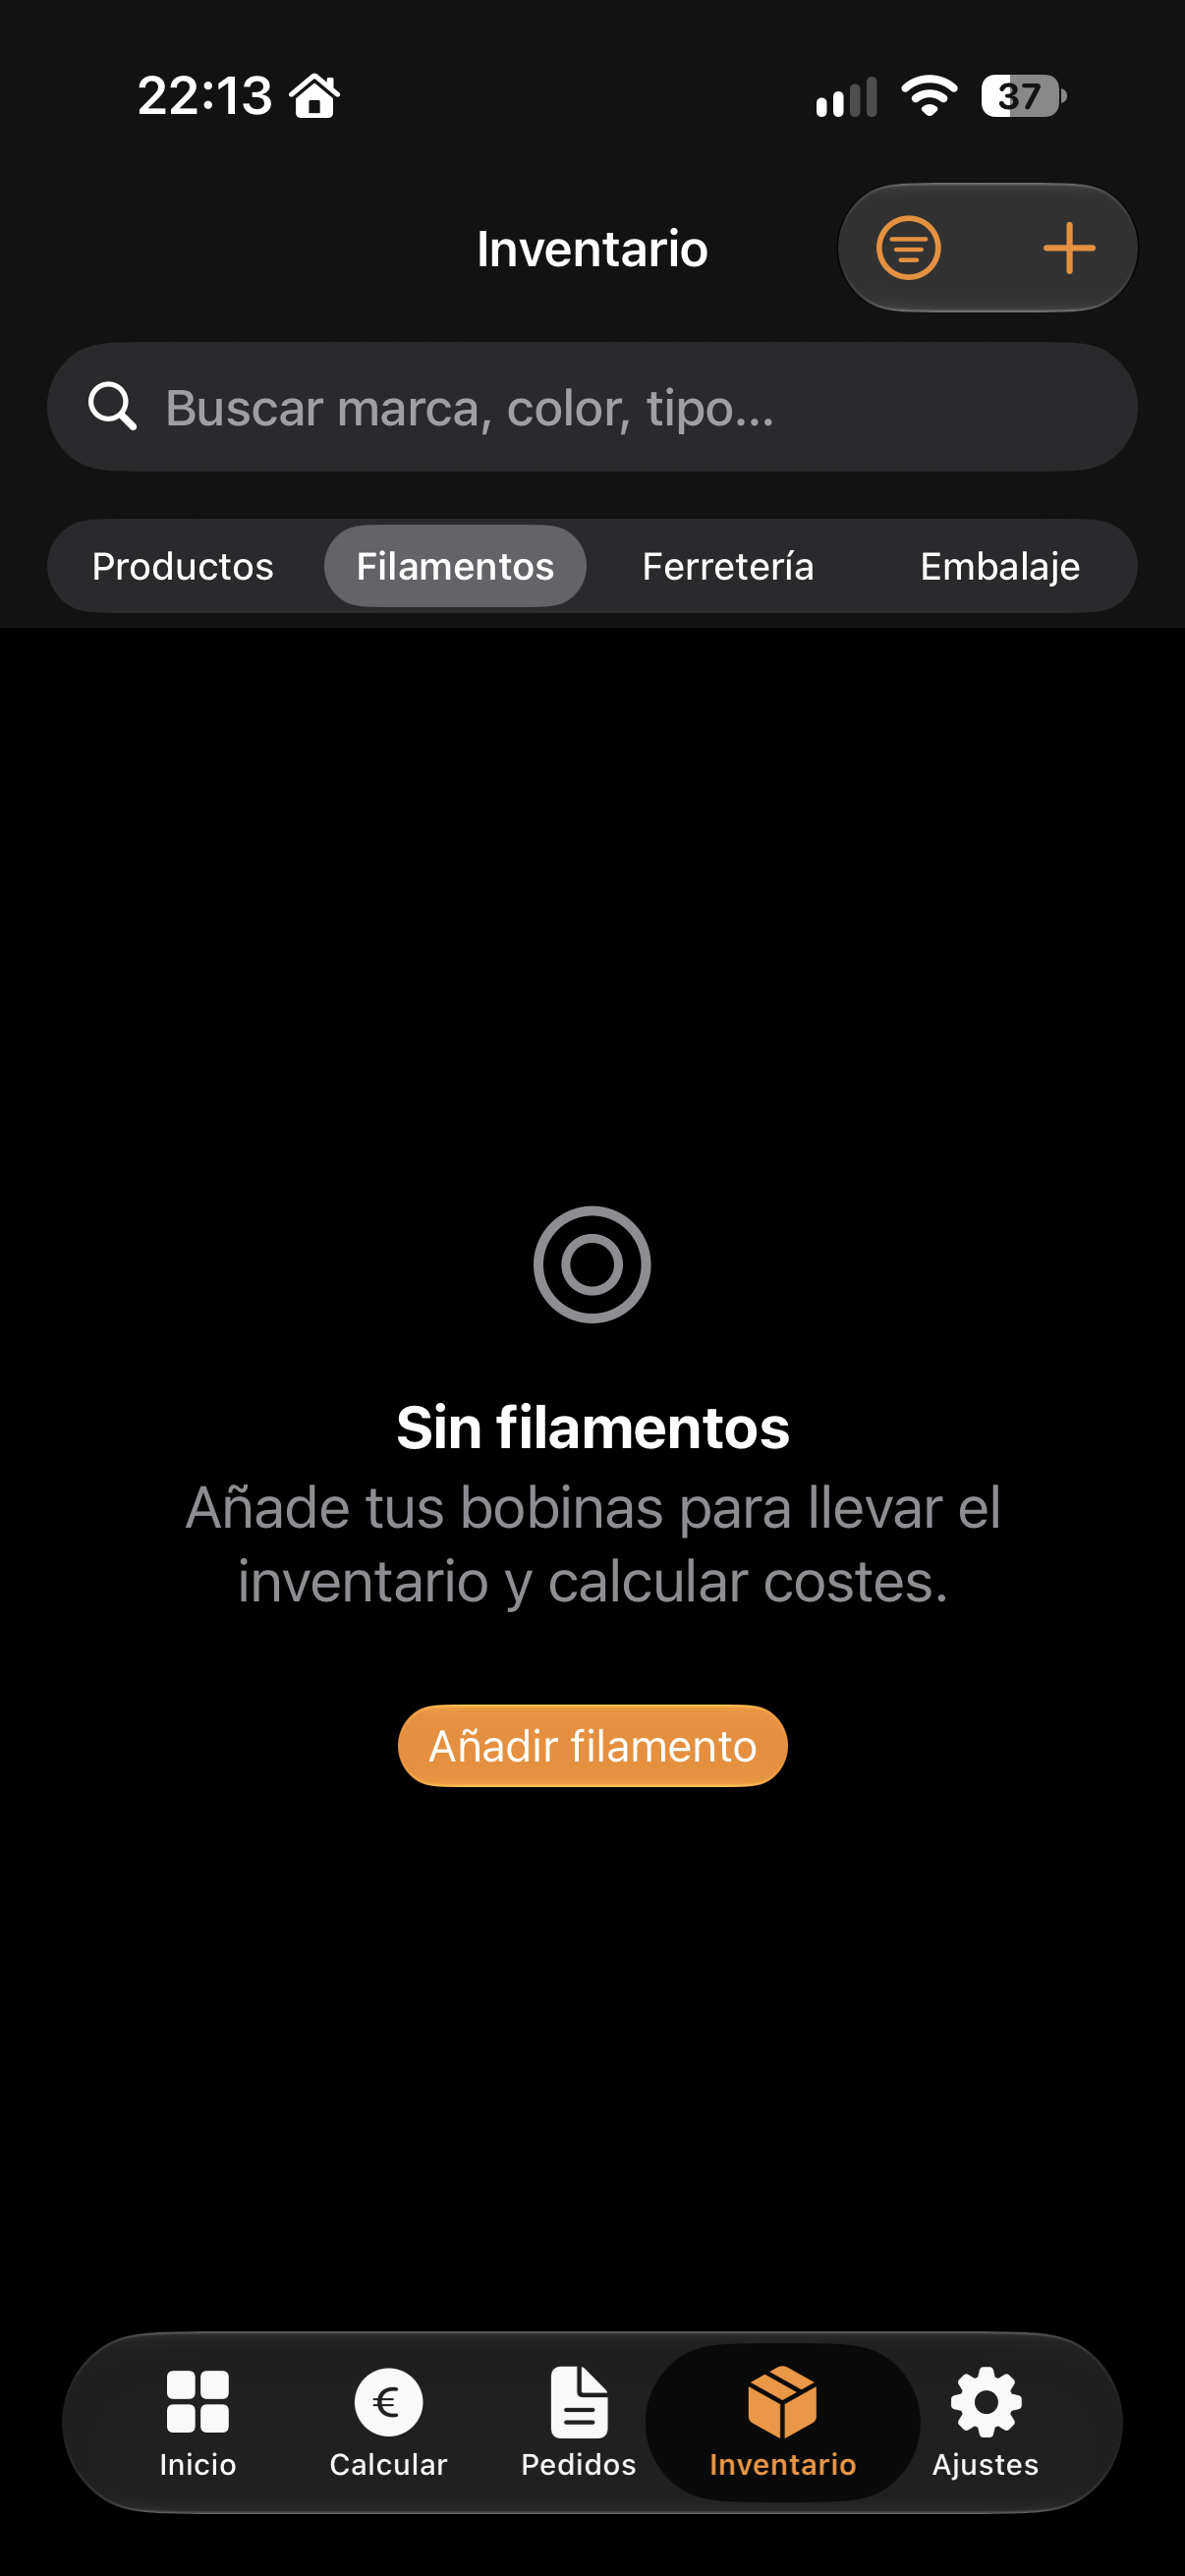 22:13
37
Inventario
Buscar marca, color, tipo...
Productos Filamentos Ferretería Embalaje
Sin filamentos
Añade tus bobinas para llevar el
inventario y calcular costes.
Añadir filamento
€
Inicio Calcular Pedidos Inventario Ajustes